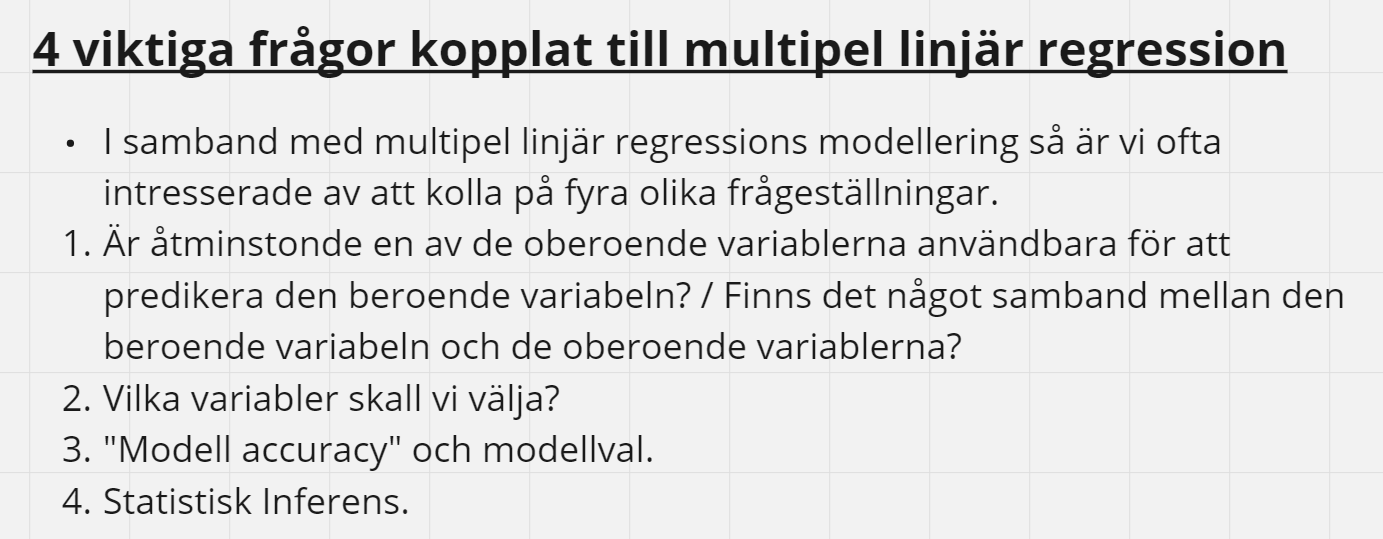 4 viktiga frågor kopplat till multipel linjär regression
• I samband med multipel linjär regressions modellering så är vi ofta
intresserade av att kolla på fyra olika frågeställningar.
1. Är åtminstonde en av de oberoende variablerna användbara för att
predikera den beroende variabeln? / Finns det något samband mellan den
beroende variabeln och de oberoende variablerna?
2. Vilka variabler skall vi välja?
3. "Modell accuracy" och modellval.
4. Statistisk Inferens.